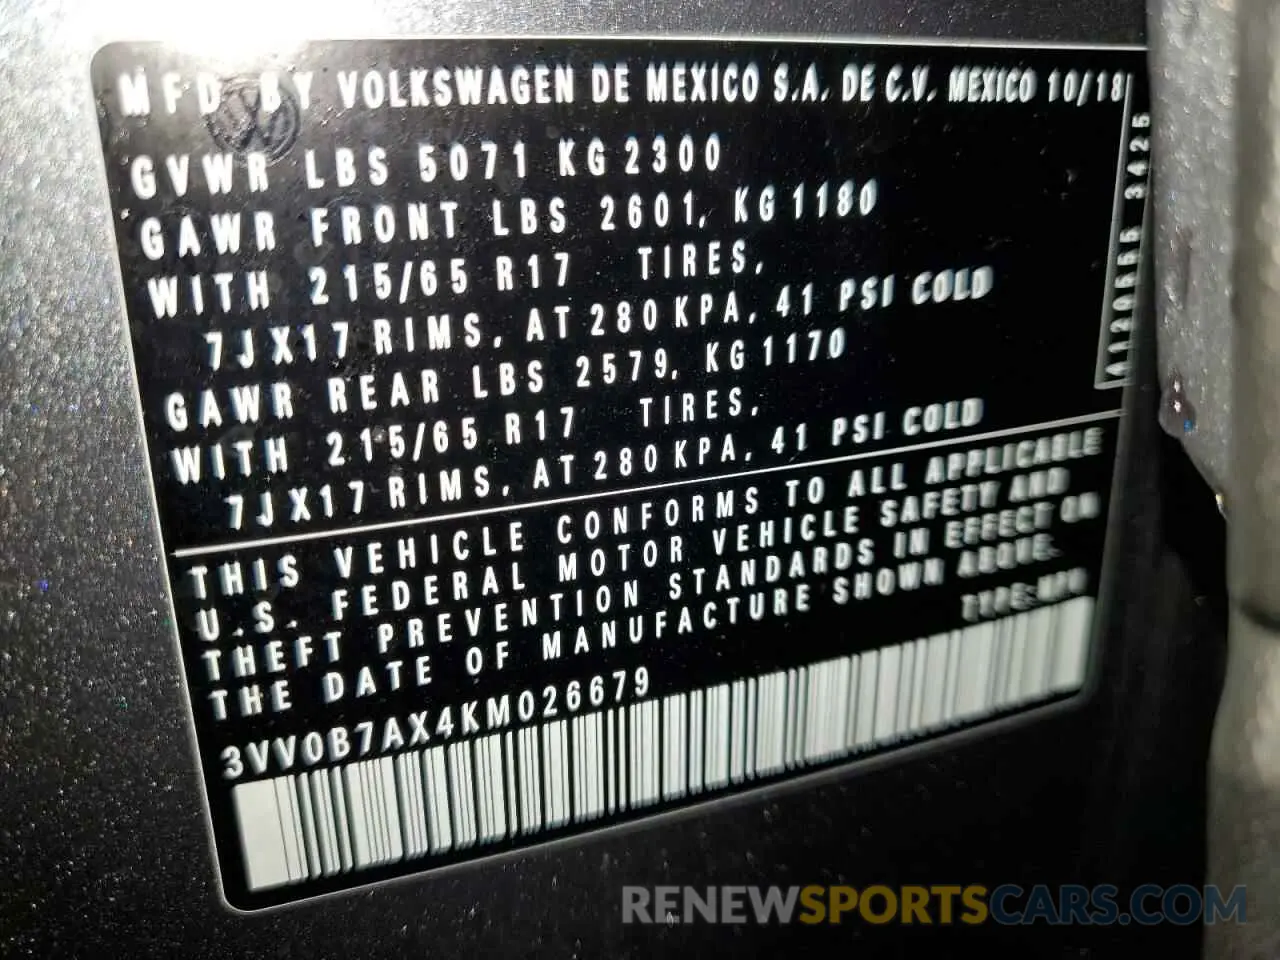 MFD BY VOLKSWAGEN DE MEXICO S.A. DE C.V. MEXICO 10/18
GVWR LBS 5071 KG 2300
GAWR FRONT LBS 2601, KG 1180
WITH 215/65 R17 TIRES,
7JX17 RIMS, AT 280 KPA, 41 PSI COLD
GAWR REAR LBS 2579, KG 1170
WITH 215/65 R17 TIRES,
7JX17 RIMS, AT 280 KPA, 41 PSI COLD
THIS VEHICLE CONFORMS TO ALL APPLICABLE
U.S. FEDERAL MOTOR VEHICLE SAFETY AND
THEFT PREVENTION STANDARDS IN EFFECT ON
THE DATE OF MANUFACTURE SHOWN ABOVE.
TYPE:MPV
3VV0B7AX4KM026679
3425
RENEWSPORTSCARS.COM